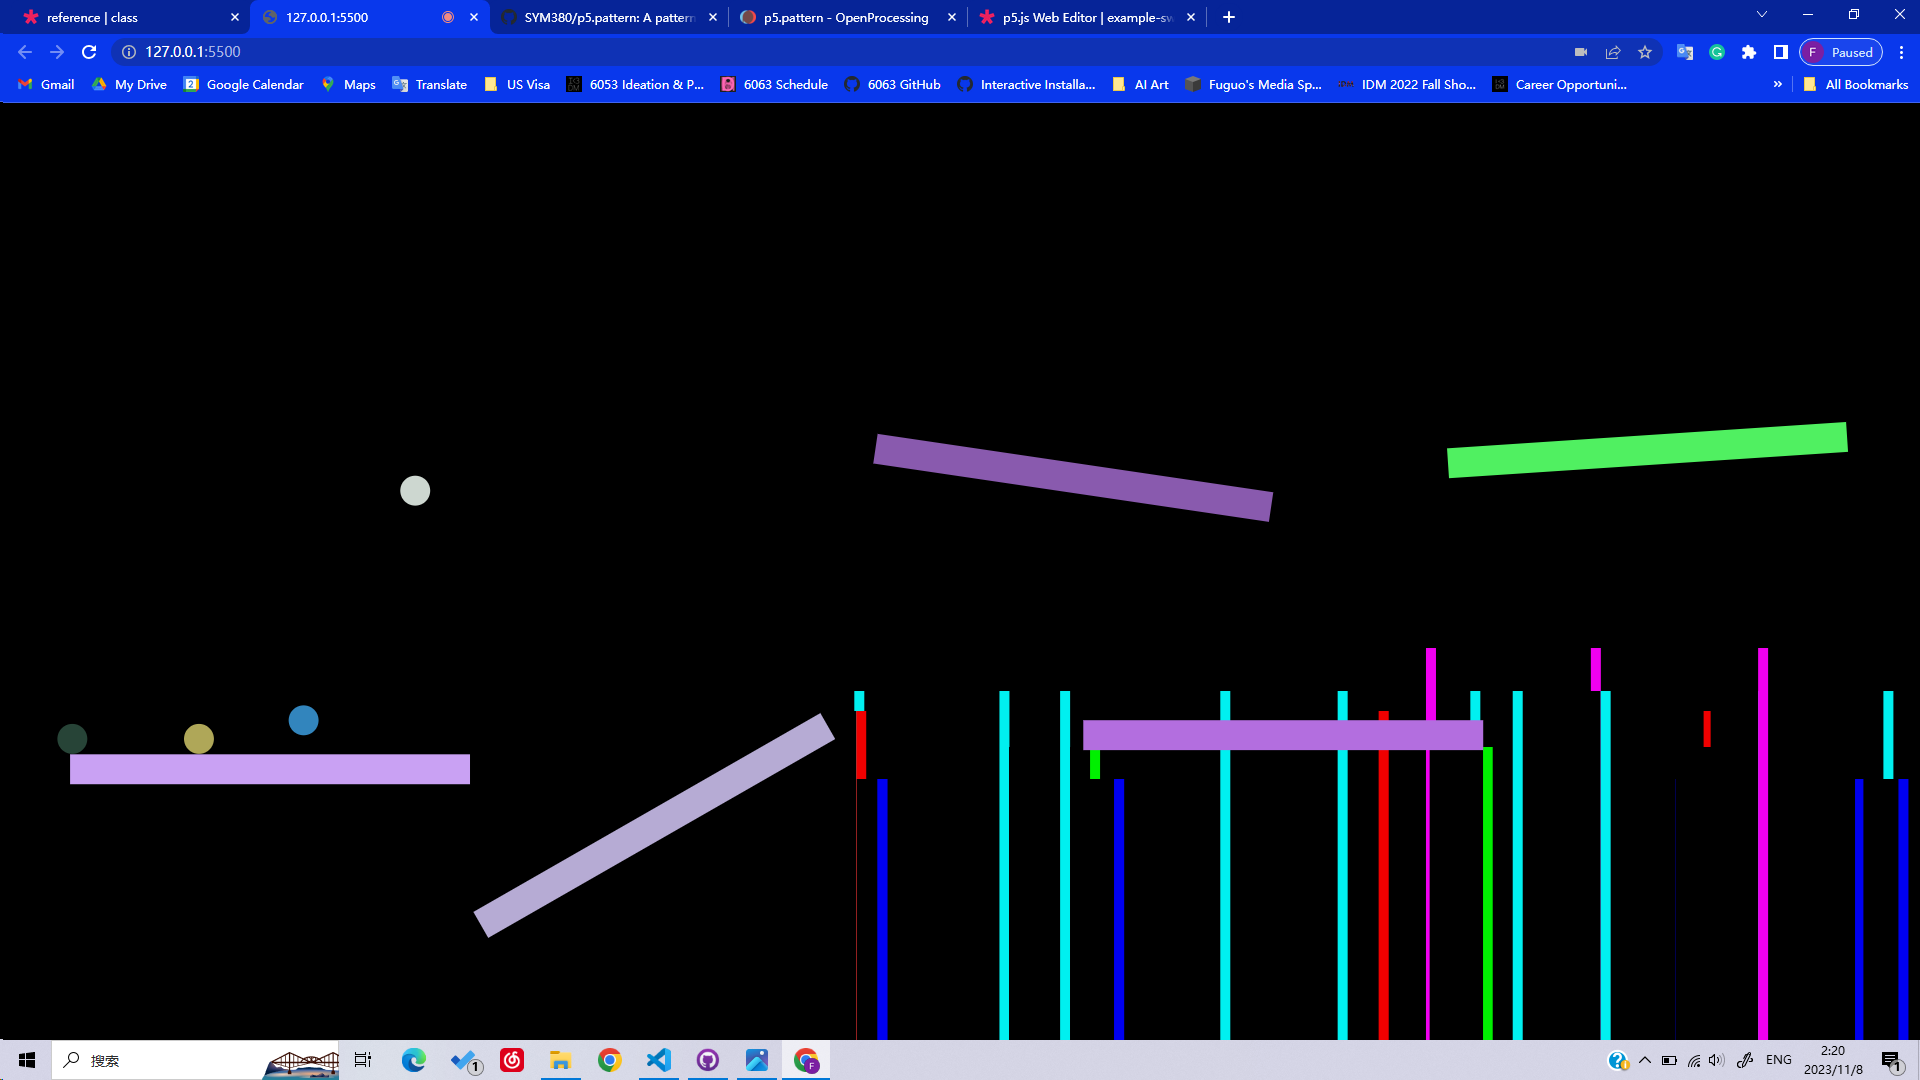 reference | class
127.0.0.1:5500
SYM380/p5.pattern: A pattern
p5.pattern - OpenProcessing
p5.js Web Editor | example-sw
127.0.0.1:5500
Paused
Gmail
My Drive
Google Calendar
Maps
Translate
US Visa
6053 Ideation & P...
6063 Schedule
6063 GitHub
Interactive Installa...
AI Art
Fuguo's Media Sp...
IDM 2022 Fall Sho...
Career Opportuni...
»
All Bookmarks
搜索
1
F
ENG
2:20
2023/11/8
1